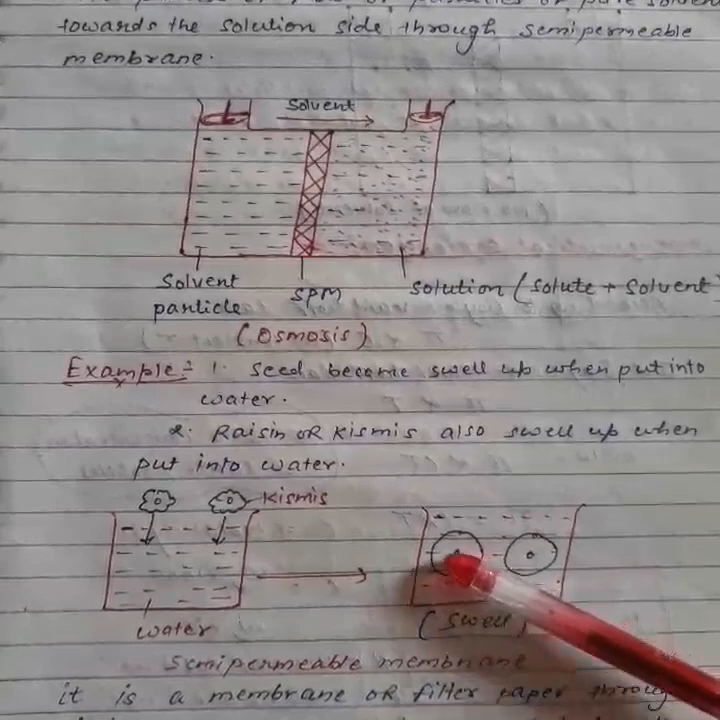 towards the solution side through semipermeable
membrane.
Solvent
Solvent
particle
SPM
solution (solute + solvent
(Osmosis)
Example :- 1. Seed became swell up when put into
water.
2. Raisin OR Kismis also swell up when
put into water.
Kismis
water
(Swell)
Semipermeable membrane
it is a membrane OR filter paper through